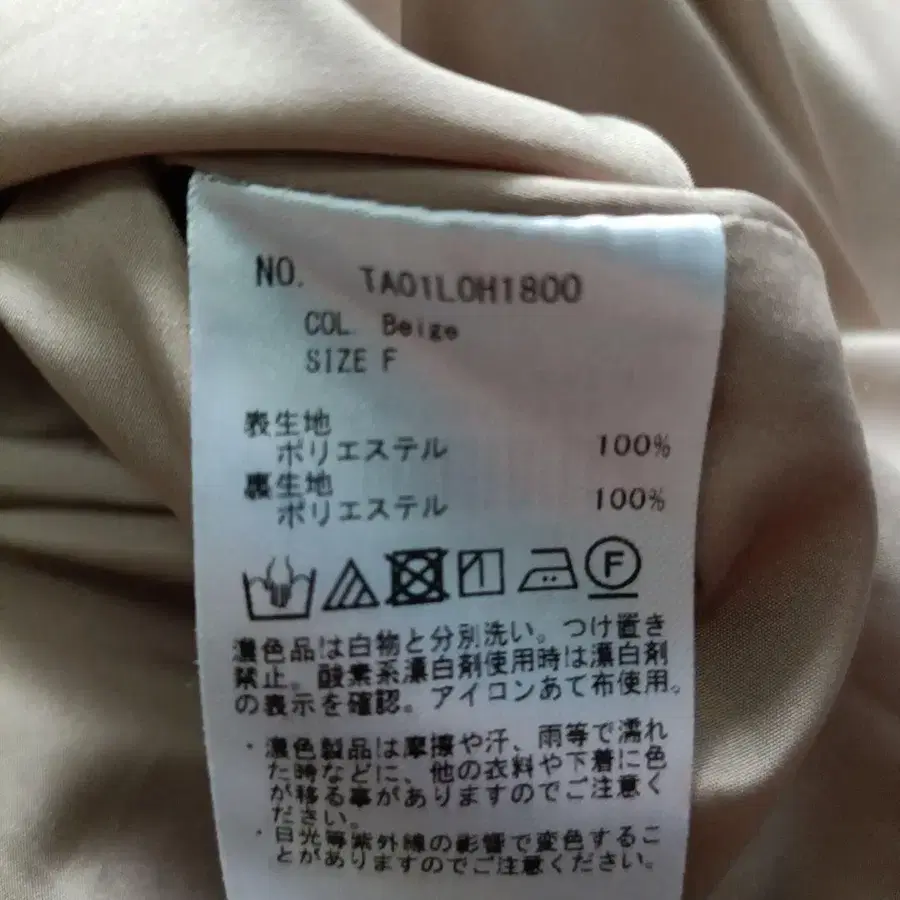 NO. TA01LOH1800
COL. Beige
SIZE F
表生地
ポリエステル 100%
裏生地
ポリエステル 100%
F
濃色品は白物と分別洗い。つけ置き
禁止。酸素系漂白剤使用時は漂白剤
の表示を確認。アイロンあて布使用。
・濃色製品は摩擦や汗、雨等で濡れ
た時などに、他の衣料や下着に色
が移る事がありますのでご注意く
ださい。
・日光等紫外線の影響で変色するこ
とがありますのでご注意ください。